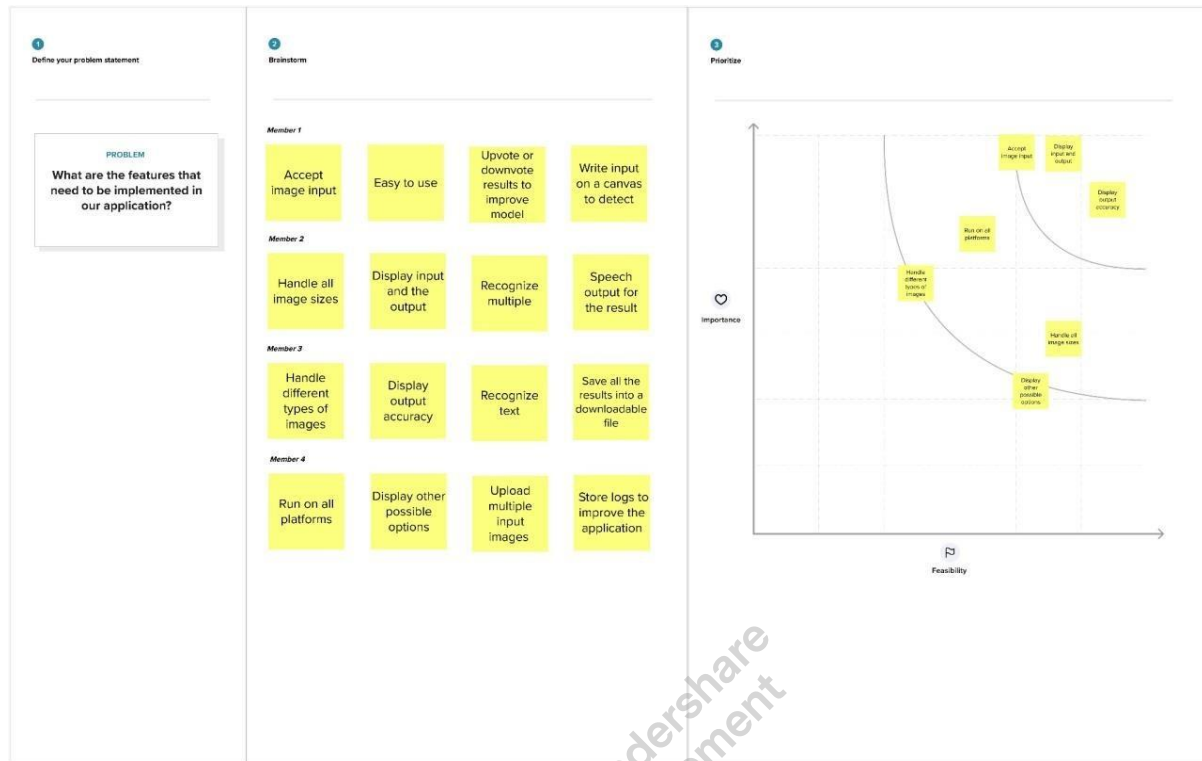 1
Define your problem statement
PROBLEM
What are the features that
need to be implemented in
our application?
2
Brainstorm
Member 1
Accept
image input
Easy to use
Upvote or
downvote
results to
improve
model
Write input
on a canvas
to detect
Member 2
Handle all
image sizes
Display input
and the
output
Recognize
multiple
Speech
output for
the result
Member 3
Handle
different
types of
images
Display
output
accuracy
Recognize
text
Save all the
results into a
downloadable
file
Member 4
Run on all
platforms
Display other
possible
options
Upload
multiple
input
images
Store logs to
improve the
application
3
Prioritize
Accept
image input
Display
input and
output
Display
output
accuracy
Run on all
platforms
Handle
different
types of
images
Handle all
image sizes
Display
other
possible
options
Importance
Feasibility